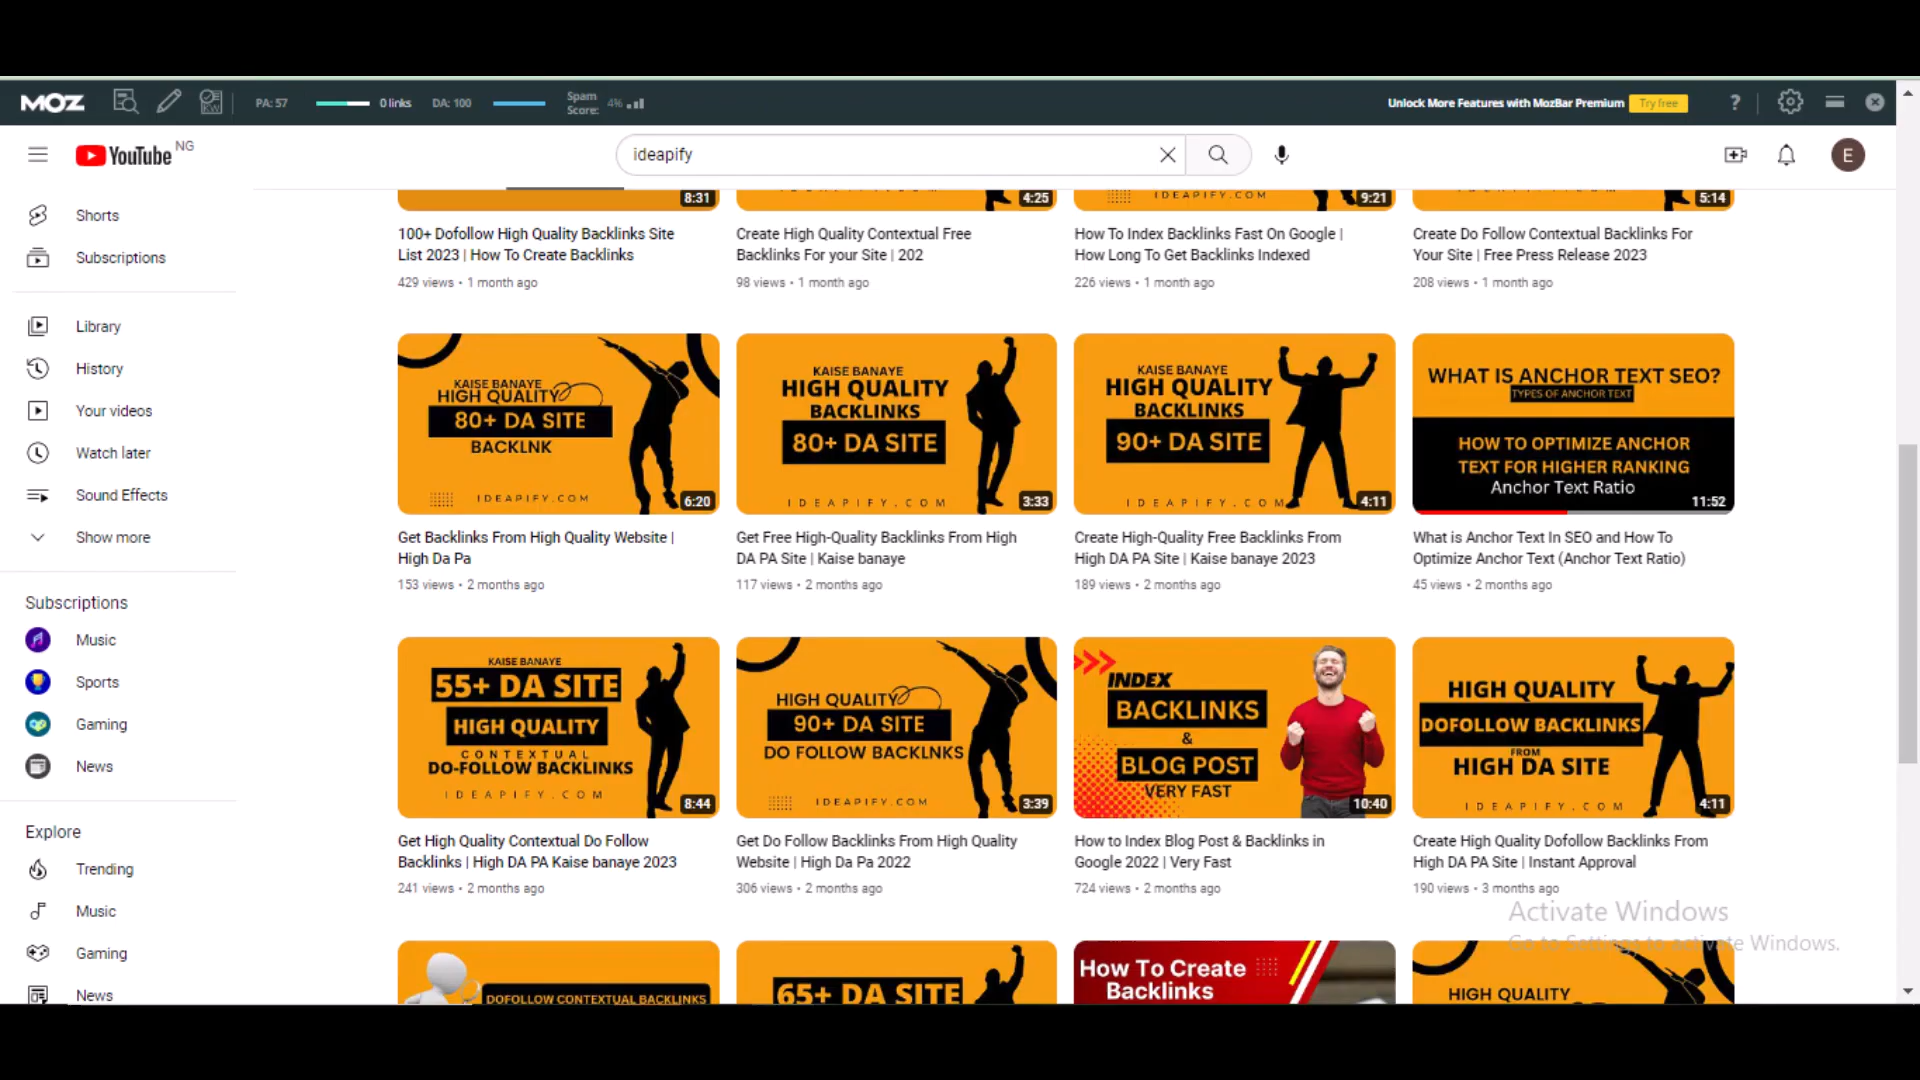 MOZ
PA: 57
0 links
DA: 100
Spam
Score:
4%
Unlock More Features with MozBar Premium
Try free
?
YouTube NG
ideapify
E
Shorts
Subscriptions
Library
History
Your videos
Watch later
Sound Effects
Show more
Subscriptions
Music
Sports
Gaming
News
Explore
Trending
Music
Gaming
News
8:31
4:25
IDEAPIFY.COM
9:21
5:14
100+ Dofollow High Quality Backlinks Site
List 2023 | How To Create Backlinks
429 views • 1 month ago
Create High Quality Contextual Free
Backlinks For your Site | 202
98 views • 1 month ago
How To Index Backlinks Fast On Google |
How Long To Get Backlinks Indexed
226 views • 1 month ago
Create Do Follow Contextual Backlinks For
Your Site | Free Press Release 2023
208 views • 1 month ago
KAISE BANAYE
HIGH QUALITY
80+ DA SITE
BACKLNK
IDEAPIFY.COM
6:20
KAISE BANAYE
HIGH QUALITY
BACKLINKS
80+ DA SITE
IDEAPIFY.COM
3:33
KAISE BANAYE
HIGH QUALITY
BACKLINKS
90+ DA SITE
IDEAPIFY.COM
4:11
WHAT IS ANCHOR TEXT SEO?
TYPES OF ANCHOR TEXT
HOW TO OPTIMIZE ANCHOR
TEXT FOR HIGHER RANKING
Anchor Text Ratio
11:52
Get Backlinks From High Quality Website |
High Da Pa
153 views • 2 months ago
Get Free High-Quality Backlinks From High
DA PA Site | Kaise banaye
117 views • 2 months ago
Create High-Quality Free Backlinks From
High DA PA Site | Kaise banaye 2023
189 views • 2 months ago
What is Anchor Text In SEO and How To
Optimize Anchor Text (Anchor Text Ratio)
45 views • 2 months ago
KAISE BANAYE
55+ DA SITE
HIGH QUALITY
CONTEXTUAL
DO-FOLLOW BACKLINKS
IDEAPIFY.COM
8:44
HIGH QUALITY
90+ DA SITE
DO FOLLOW BACKLNKS
IDEAPIFY.COM
3:39
INDEX
BACKLINKS
&
BLOG POST
VERY FAST
10:40
HIGH QUALITY
DOFOLLOW BACKLINKS
FROM
HIGH DA SITE
IDEAPIFY.COM
4:11
Get High Quality Contextual Do Follow
Backlinks | High DA PA Kaise banaye 2023
241 views • 2 months ago
Get Do Follow Backlinks From High Quality
Website | High Da Pa 2022
306 views • 2 months ago
How to Index Blog Post & Backlinks in
Google 2022 | Very Fast
724 views • 2 months ago
Create High Quality Dofollow Backlinks From
High DA PA Site | Instant Approval
190 views • 3 months ago
Activate Windows
Go to Settings to activate Windows.
DOFOLLOW CONTEXTUAL BACKLINKS
65+ DA SITE
How To Create
Backlinks
HIGH QUALITY